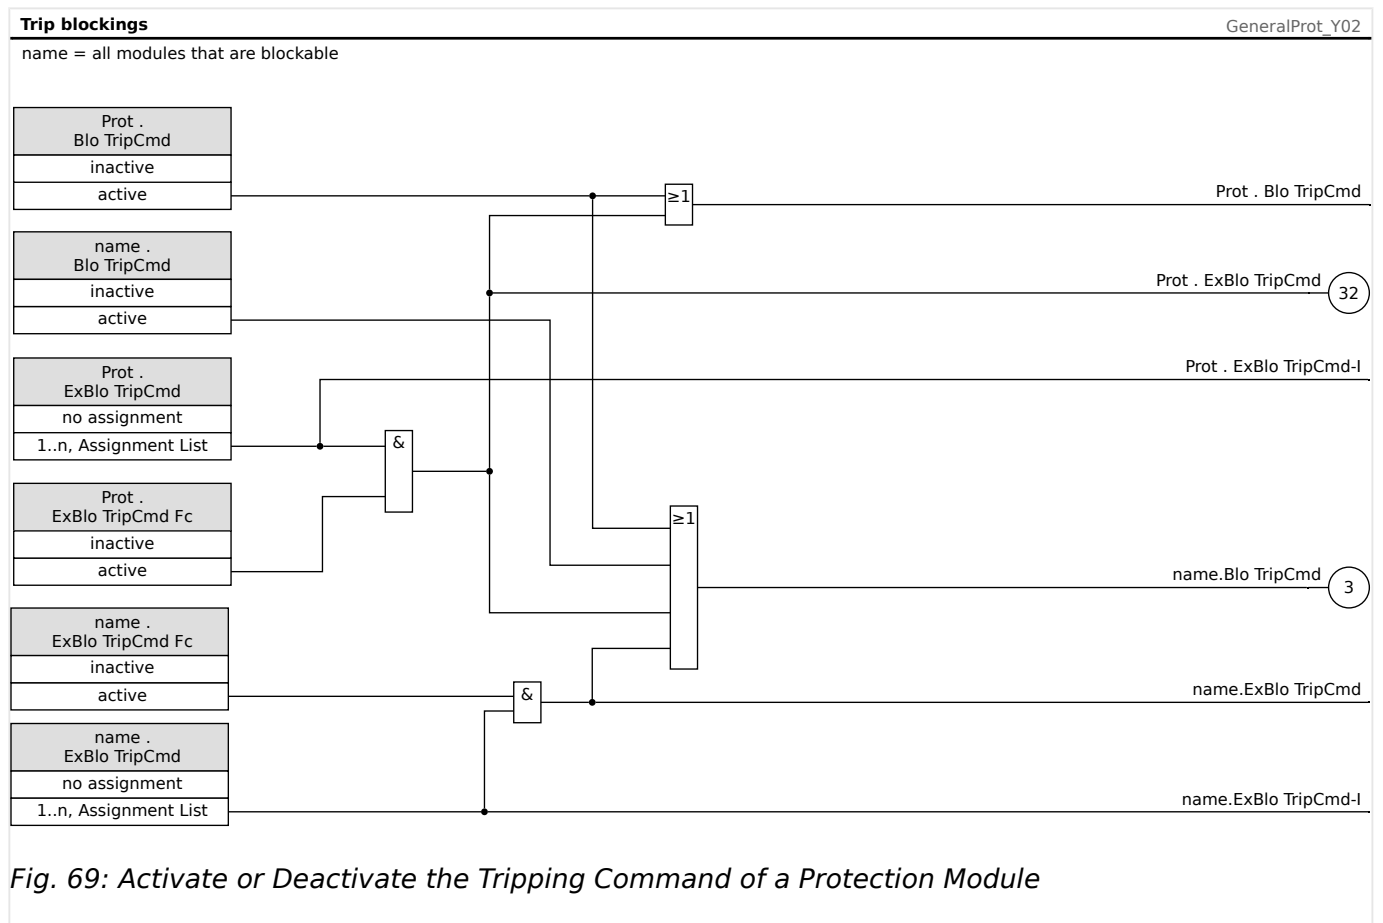 Trip blockings
GeneralProt_Y02
name = all modules that are blockable
Prot .
Blo TripCmd
inactive
active
≥1
Prot . Blo TripCmd
name .
Blo TripCmd
inactive
active
Prot . ExBlo TripCmd
32
Prot .
ExBlo TripCmd
no assignment
1..n, Assignment List
Prot . ExBlo TripCmd-I
&
Prot .
ExBlo TripCmd Fc
inactive
active
≥1
name.Blo TripCmd
3
name .
ExBlo TripCmd Fc
inactive
active
&
name.ExBlo TripCmd
name .
ExBlo TripCmd
no assignment
1..n, Assignment List
name.ExBlo TripCmd-I
Fig. 69: Activate or Deactivate the Tripping Command of a Protection Module